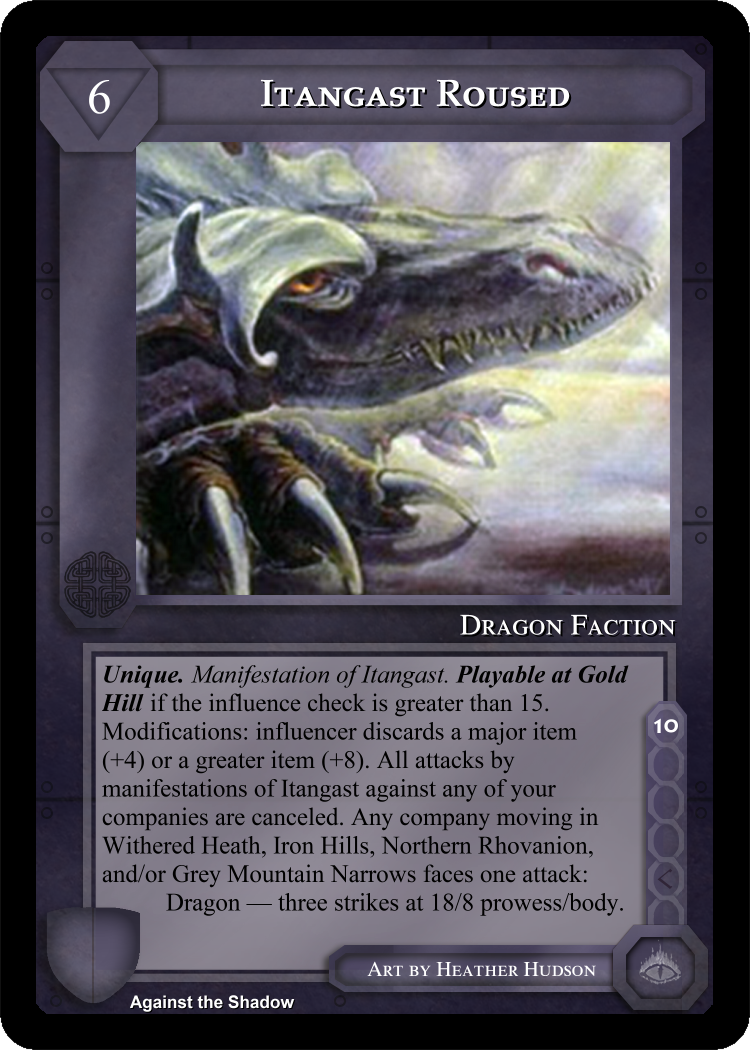 6
Itangast Roused
Dragon Faction
Unique. Manifestation of Itangast. Playable at Gold
Hill if the influence check is greater than 15.
Modifications: influencer discards a major item
(+4) or a greater item (+8). All attacks by
manifestations of Itangast against any of your
companies are canceled. Any company moving in
Withered Heath, Iron Hills, Northern Rhovanion,
and/or Grey Mountain Narrows faces one attack:
Dragon — three strikes at 18/8 prowess/body.
10
Art by Heather Hudson
Against the Shadow